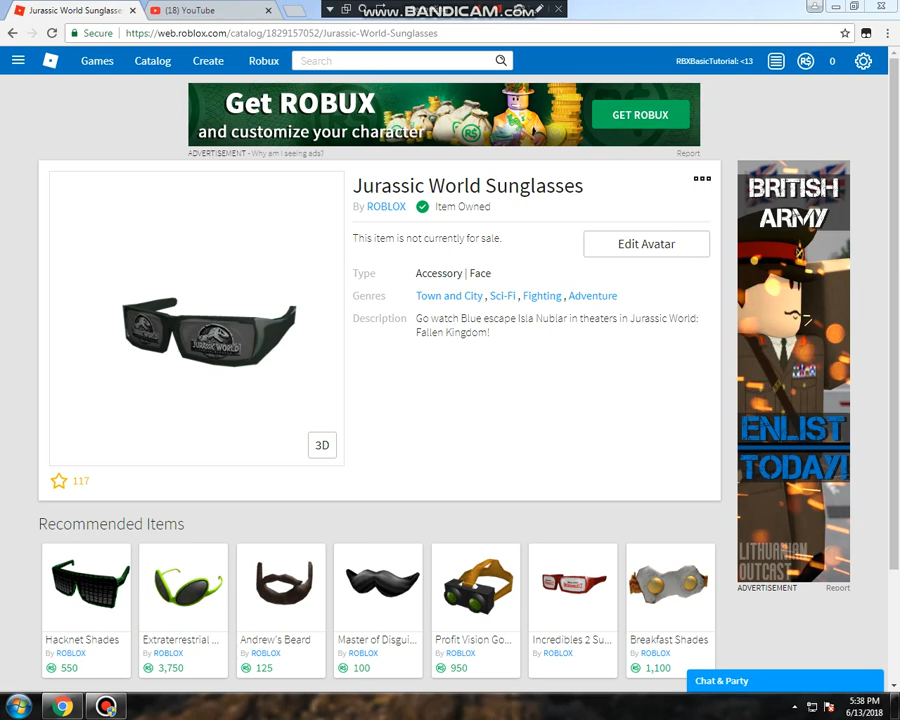 Jurassic World Sunglasses
(18) YouTube
www.BANDICAM.com
Secure
https://web.roblox.com/catalog/1829157052/Jurassic-World-Sunglasses
Games
Catalog
Create
Robux
Search
RBXBasicTutorial: <13
R$
0
Get ROBUX
and customize your character
GET ROBUX
ADVERTISEMENT - Why am I seeing ads?
Report
Jurassic World Sunglasses
By ROBLOX
Item Owned
This item is not currently for sale.
Edit Avatar
Type
Accessory | Face
Genres
Town and City , Sci-Fi , Fighting , Adventure
Description
Go watch Blue escape Isla Nublar in theaters in Jurassic World:
Fallen Kingdom!
JURASSIC WORLD
3D
117
BRITISH
ARMY
ENLIST
TODAY!
LITHUANIAN
OUTCAST
ADVERTISEMENT
Report
Recommended Items
Hacknet Shades
By ROBLOX
R$ 550
Extraterrestrial ...
By ROBLOX
R$ 3,750
Andrew's Beard
By ROBLOX
R$ 125
Master of Disgui...
By ROBLOX
R$ 100
Profit Vision Go...
By ROBLOX
R$ 950
Incredibles 2 Su...
By ROBLOX
Breakfast Shades
By ROBLOX
R$ 1,100
Chat & Party
5:38 PM
6/13/2018